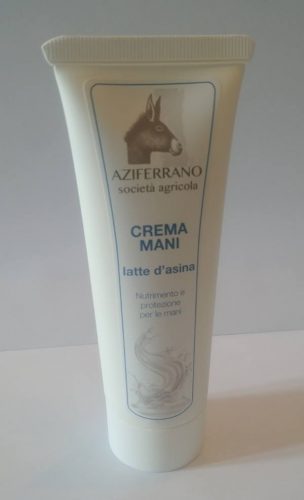 AZIFERRANO
società agricola
CREMA
MANI
latte d'asina
Nutrimento e
protezione
per le mani